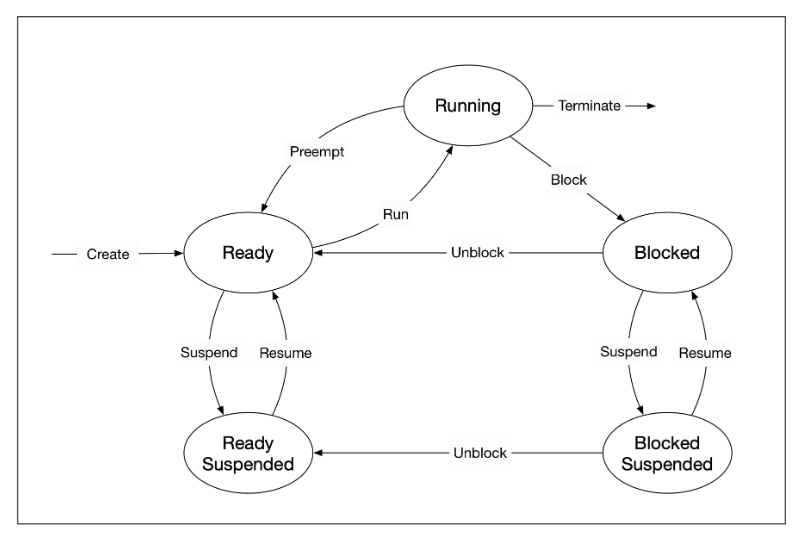 Running
Terminate
Preempt
Block
Run
Create
Ready
Unblock
Blocked
Suspend
Resume
Suspend
Resume
Ready
Suspended
Unblock
Blocked
Suspended